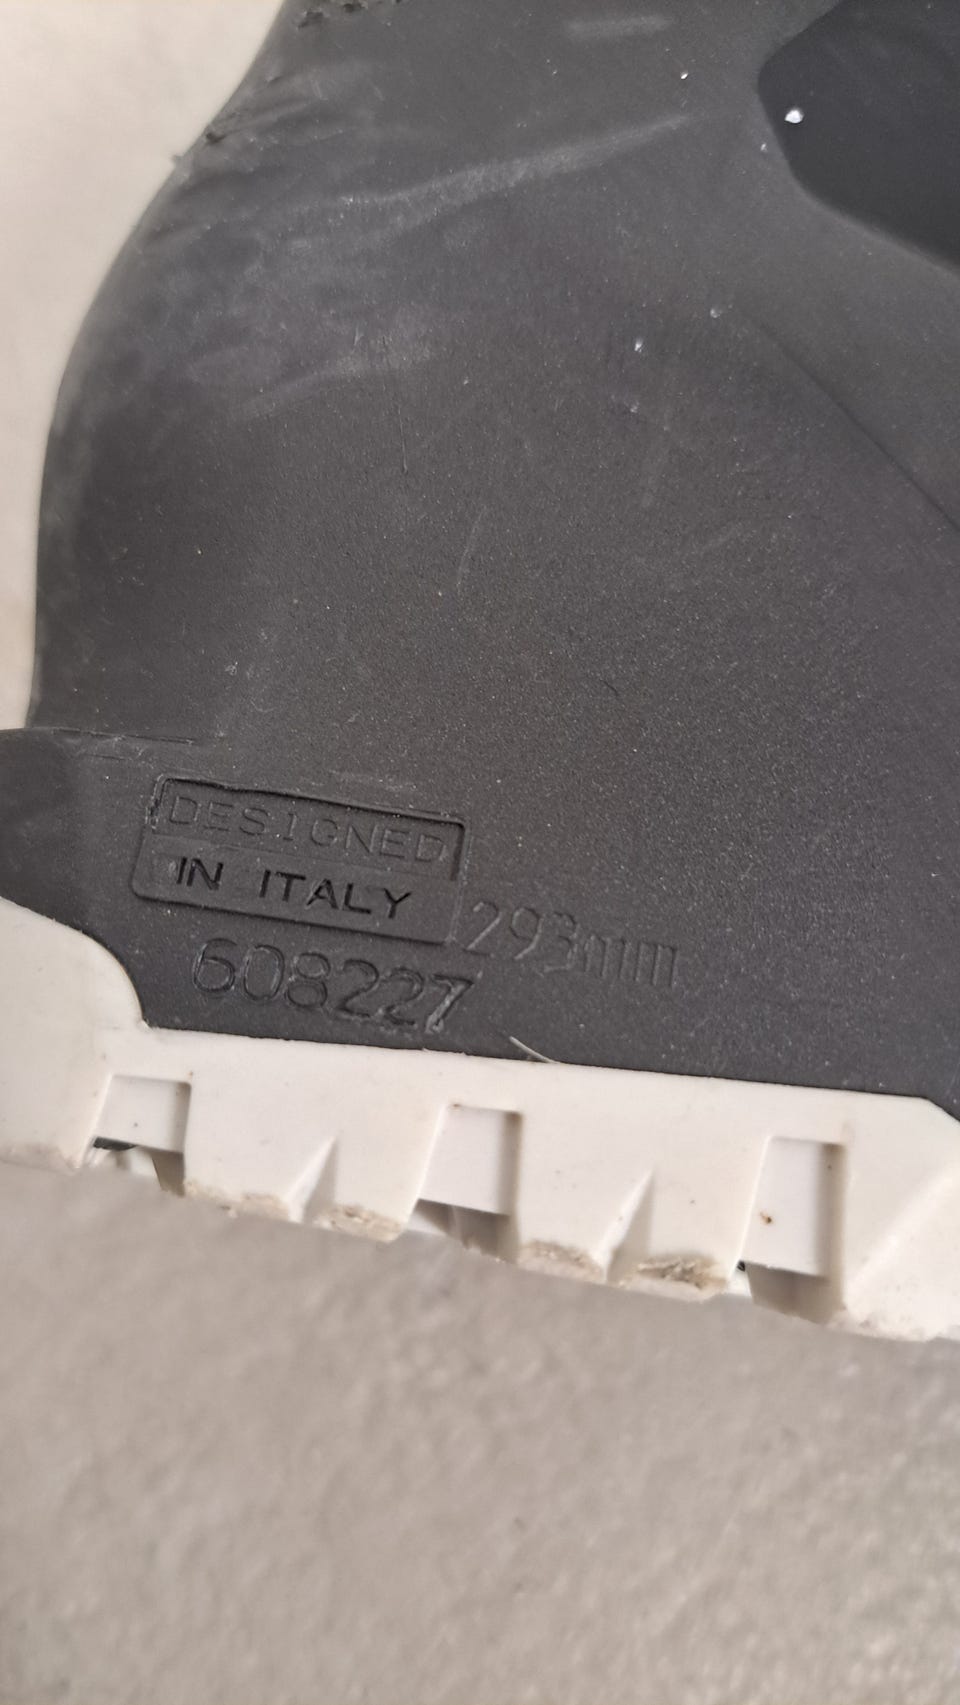 DESIGNED
IN ITALY
293mm
608227